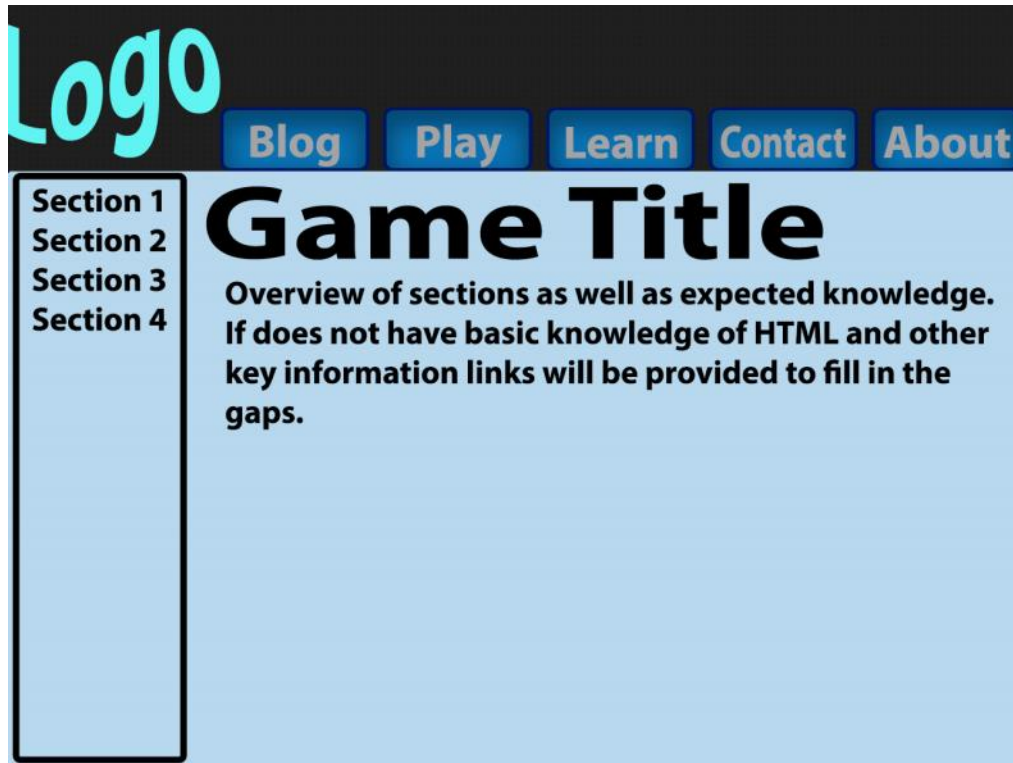 Logo
Blog Play Learn Contact About
Section 1
Section 2
Section 3
Section 4
Game Title
Overview of sections as well as expected knowledge.
If does not have basic knowledge of HTML and other
key information links will be provided to fill in the
gaps.